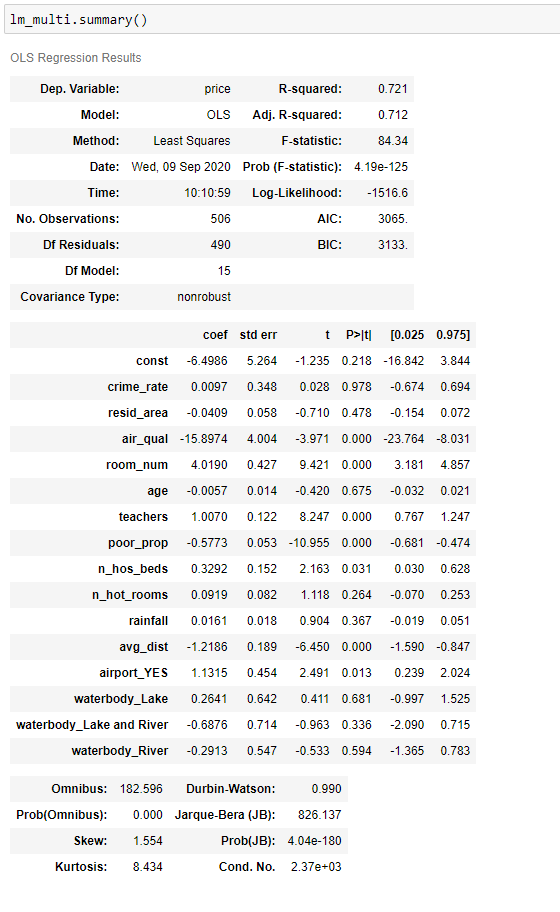 lm_multi.summary()
OLS Regression Results
Dep. Variable: price R-squared: 0.721
Model: OLS Adj. R-squared: 0.712
Method: Least Squares F-statistic: 84.34
Date: Wed, 09 Sep 2020 Prob (F-statistic): 4.19e-125
Time: 10:10:59 Log-Likelihood: -1516.6
No. Observations: 506 AIC: 3065.
Df Residuals: 490 BIC: 3133.
Df Model: 15
Covariance Type: nonrobust
coef std err t P>|t| [0.025 0.975]
const -6.4986 5.264 -1.235 0.218 -16.842 3.844
crime_rate 0.0097 0.348 0.028 0.978 -0.674 0.694
resid_area -0.0409 0.058 -0.710 0.478 -0.154 0.072
air_qual -15.8974 4.004 -3.971 0.000 -23.764 -8.031
room_num 4.0190 0.427 9.421 0.000 3.181 4.857
age -0.0057 0.014 -0.420 0.675 -0.032 0.021
teachers 1.0070 0.122 8.247 0.000 0.767 1.247
poor_prop -0.5773 0.053 -10.955 0.000 -0.681 -0.474
n_hos_beds 0.3292 0.152 2.163 0.031 0.030 0.628
n_hot_rooms 0.0919 0.082 1.118 0.264 -0.070 0.253
rainfall 0.0161 0.018 0.904 0.367 -0.019 0.051
avg_dist -1.2186 0.189 -6.450 0.000 -1.590 -0.847
airport_YES 1.1315 0.454 2.491 0.013 0.239 2.024
waterbody_Lake 0.2641 0.642 0.411 0.681 -0.997 1.525
waterbody_Lake and River -0.6876 0.714 -0.963 0.336 -2.090 0.715
waterbody_River -0.2913 0.547 -0.533 0.594 -1.365 0.783
Omnibus: 182.596 Durbin-Watson: 0.990
Prob(Omnibus): 0.000 Jarque-Bera (JB): 826.137
Skew: 1.554 Prob(JB): 4.04e-180
Kurtosis: 8.434 Cond. No. 2.37e+03